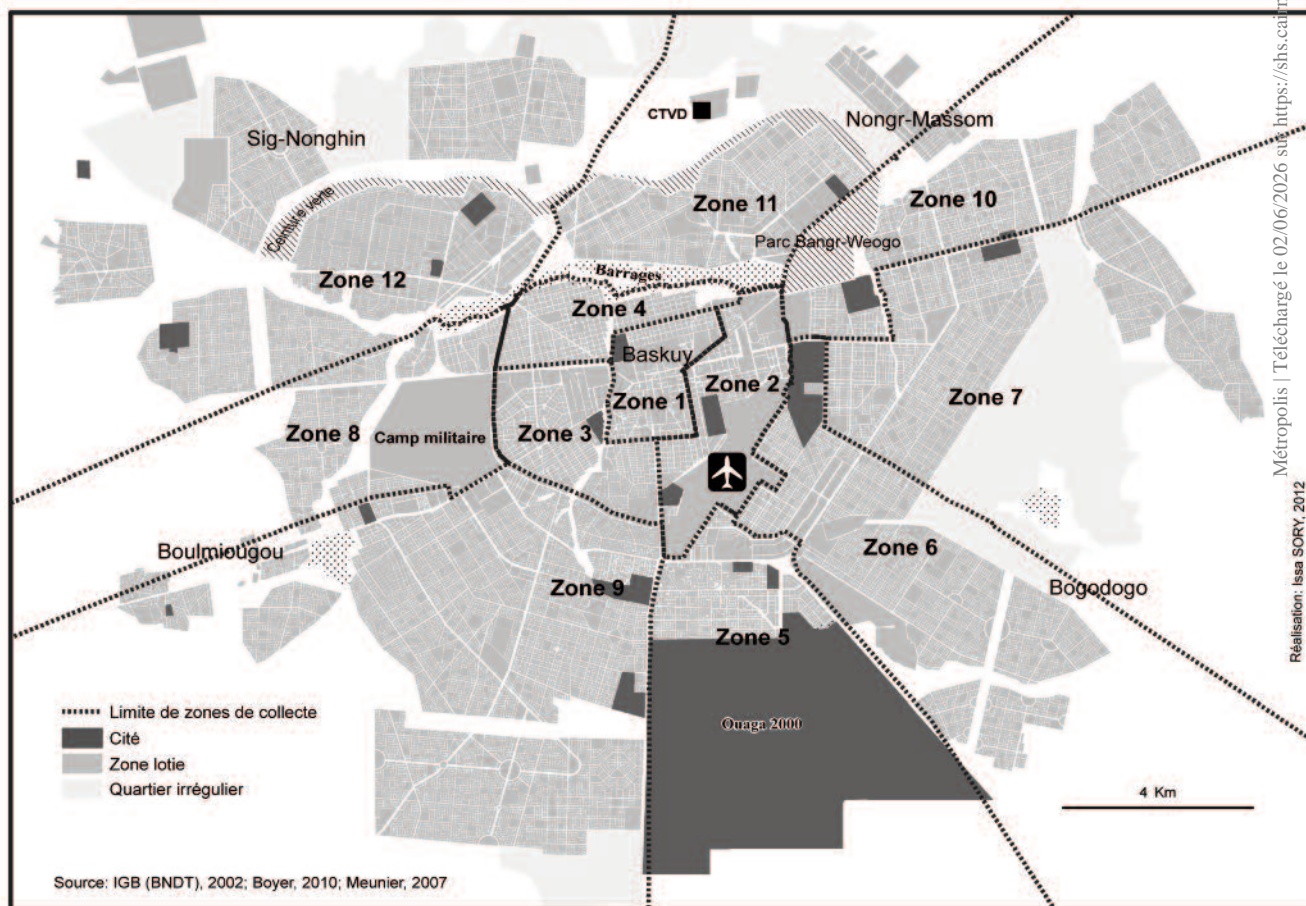 CTVD
Nongr-Massom
Sig-Nonghin
Ceinture verte
Zone 11
Zone 10
Parc Bangr-Weogo
Barrages
Zone 12
Zone 4
Baskuy
Zone 2
Zone 7
Zone 1
Zone 8
Camp militaire
Zone 3
Boulmiougou
Zone 6
Zone 9
Bogodogo
Zone 5
Ouaga 2000
Limite de zones de collecte
Cité
Zone lotie
Quartier irrégulier
4 Km
Source: IGB (BNDT), 2002; Boyer, 2010; Meunier, 2007
Réalisation: Issa SORY, 2012
Métropolis | Téléchargé le 02/06/2026 sur https://shs.cairn